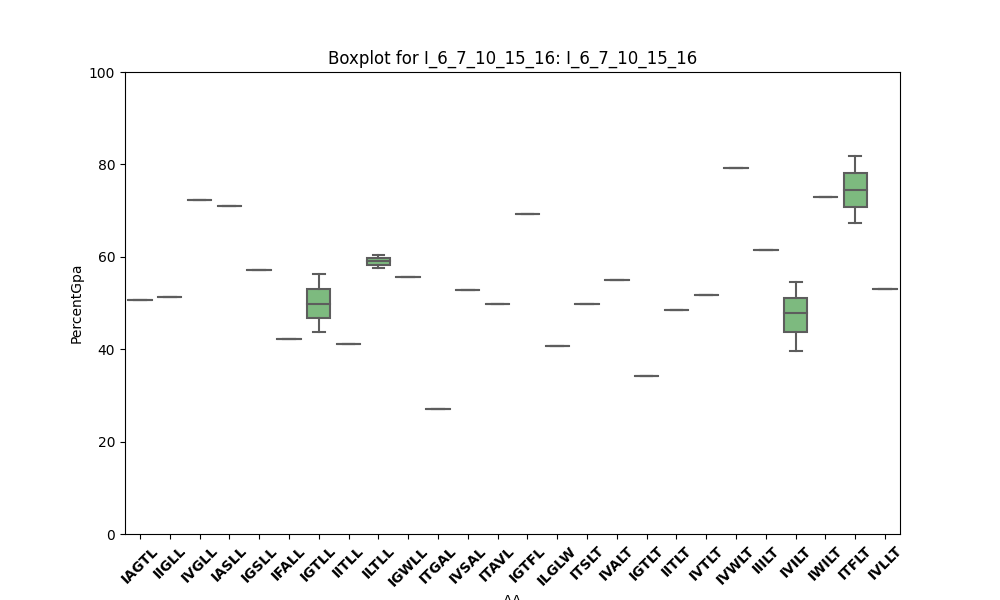 Boxplot for I_6_7_10_15_16: I_6_7_10_15_16
PercentGpa
100
80
60
40
20
0
IAGTL IIGLL IVGLL IASLL IGSLL IFALL IGTLL IITLL ILTLL IGWLL ITGAL IVSAL ITAVL IGTFL ILGLW ITSLT IVALT IGTLT IITLT IVTLT IVWLT IIILT IVILT IWILT ITFLT IVLLT
AA